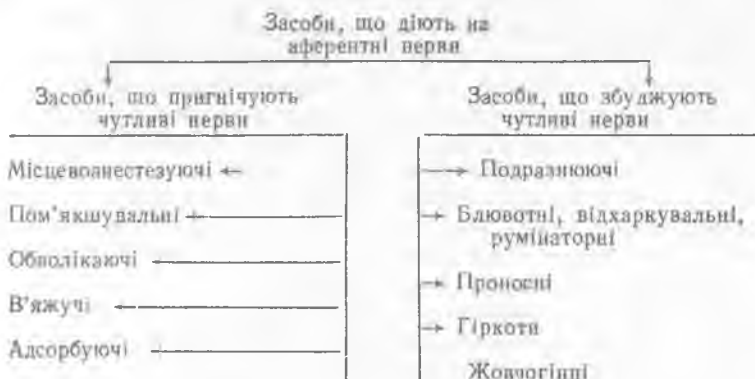 Засоби, що діють на
аферентні нерви
Засоби, що пригнічують
чутливі нерви
Місцевоанестезуючі
Пом’якшувальні
Обволікаючі
В’яжучі
Адсорбуючі
Засоби, що збуджують
чутливі нерви
Подразнюючі
Блювотні, відхаркувальні,
румінаторні
Проносні
Гіркоти
Жовчогінні